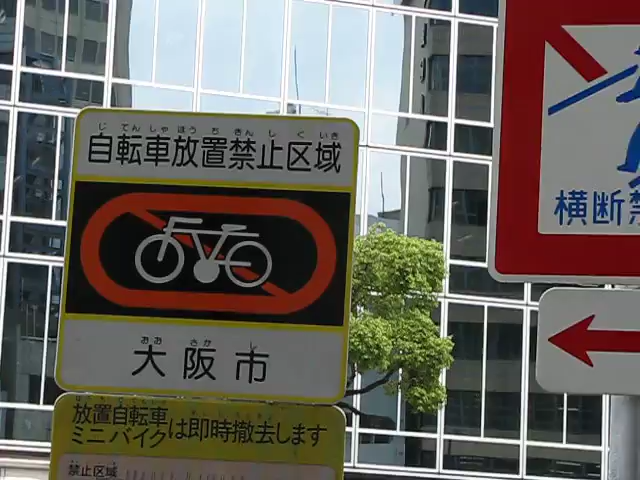 じてんしゃほうちきんしくいき
自転車放置禁止区域
おおさかし
大阪市
放置自転車
ミニバイクは即時撤去します
禁止区域
横断禁